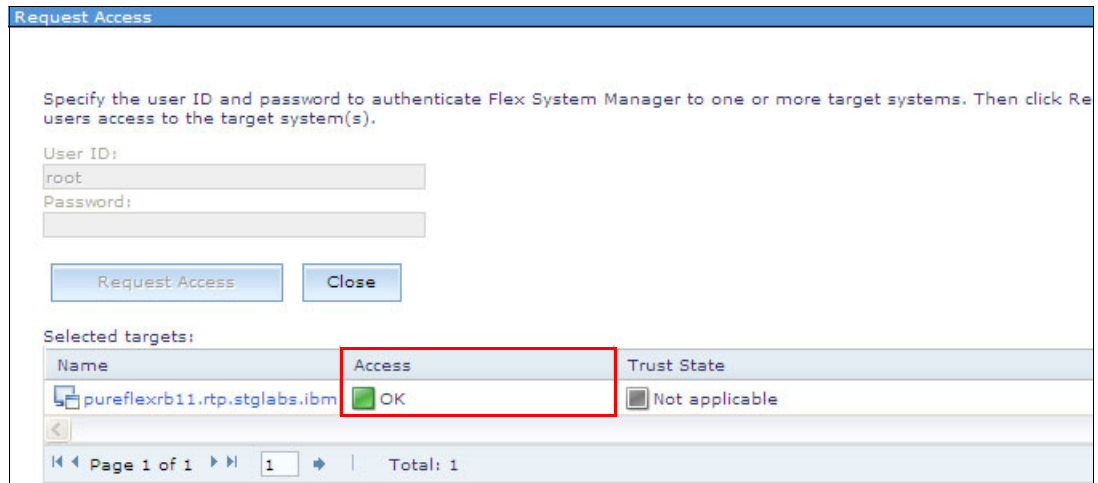 Request Access
Specify the user ID and password to authenticate Flex System Manager to one or more target systems. Then click Re
users access to the target system(s).
User ID:
root
Password:
Request Access Close
Selected targets:
Name Access Trust State
pureflexrb11.rtp.stglabs.ibm OK Not applicable
Page 1 of 1 1 Total: 1